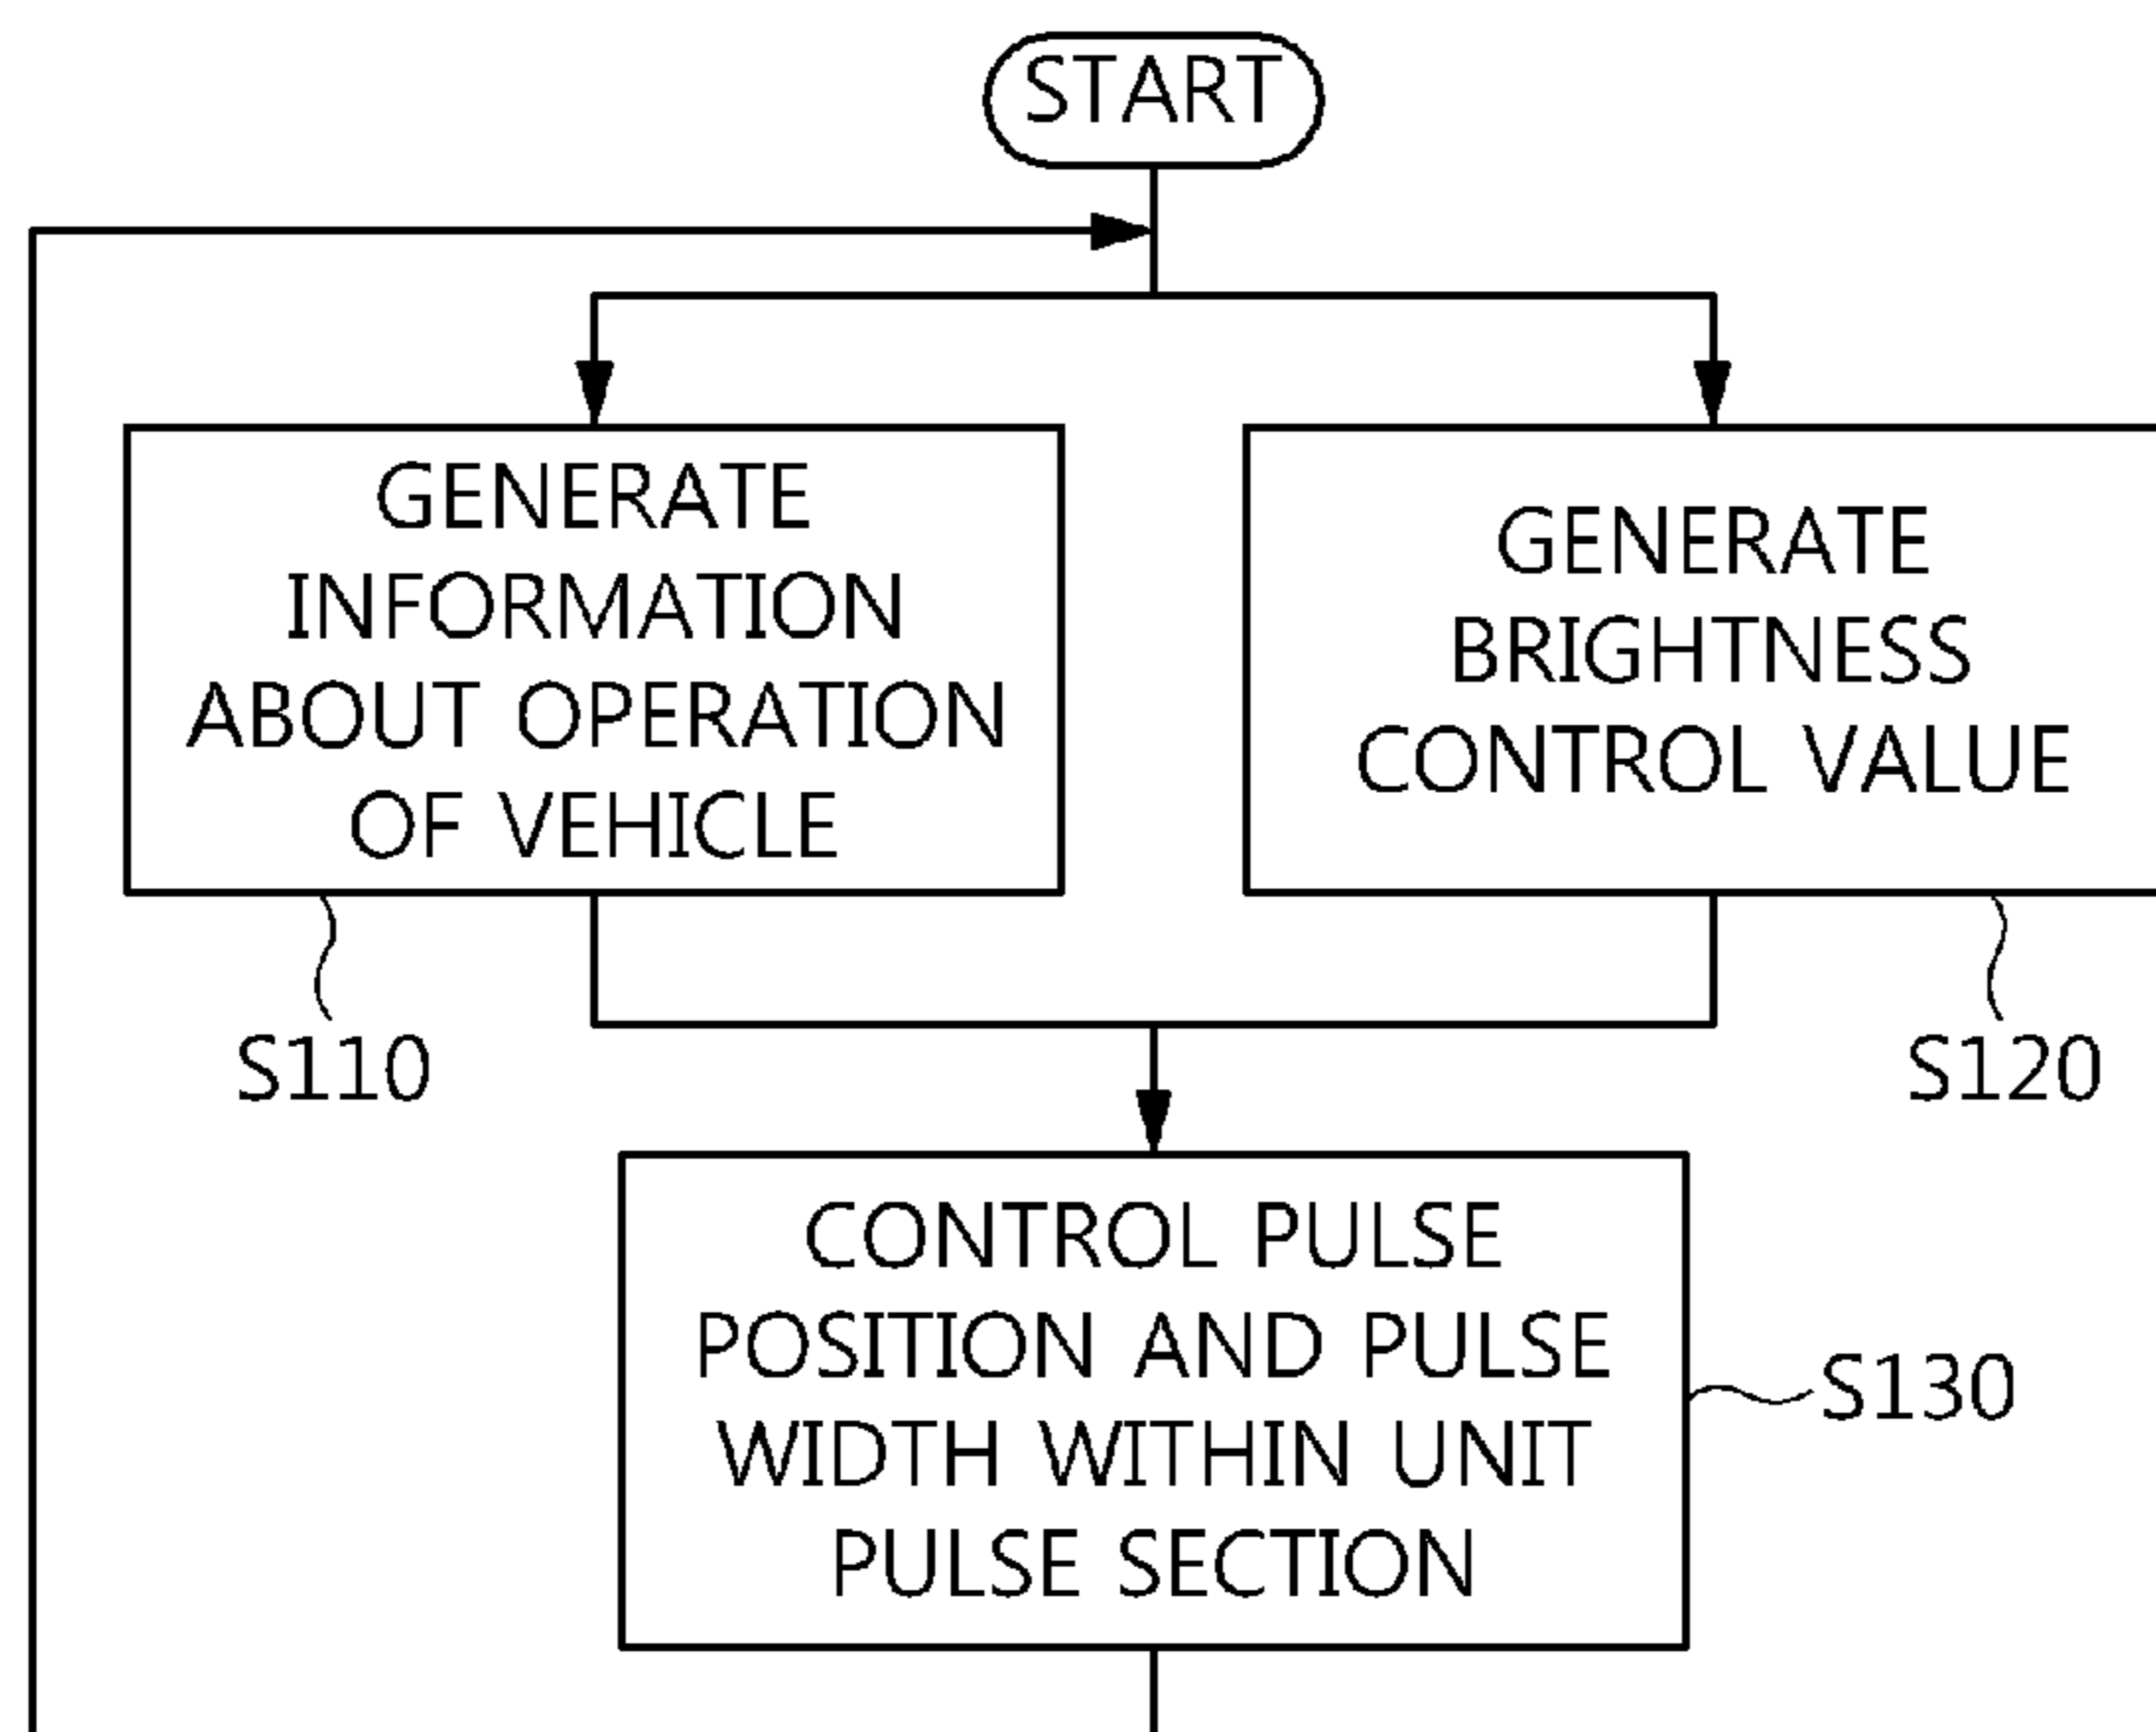 START
GENERATE
INFORMATION
ABOUT OPERATION
OF VEHICLE
GENERATE
BRIGHTNESS
CONTROL VALUE
S110
S120
CONTROL PULSE
POSITION AND PULSE
WIDTH WITHIN UNIT
PULSE SECTION
S130